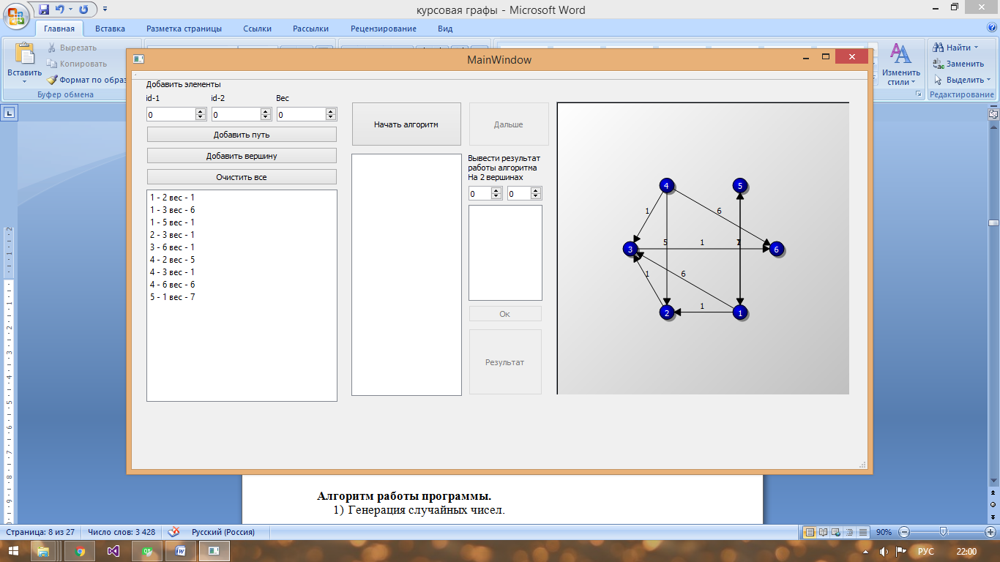 курсовая графы - Microsoft Word
Главная
Вставка
Разметка страницы
Ссылки
Рассылки
Рецензирование
Вид
Вставить
Вырезать
Копировать
Формат по образ
Буфер обмена
Изменить
стили
Найти
Заменить
Выделить
Редактирование
MainWindow
Добавить элементы
id-1
id-2
Вес
0
0
0
Добавить путь
Добавить вершину
Очистить все
1 - 2 вес - 1
1 - 3 вес - 6
1 - 5 вес - 1
2 - 3 вес - 1
3 - 6 вес - 1
4 - 2 вес - 5
4 - 3 вес - 1
4 - 6 вес - 6
5 - 1 вес - 7
Начать алгоритм
Дальше
Вывести результат
работы алгоритма
На 2 вершинах
0
0
Ок
Результат
4
5
1
6
5
1
3
6
1
6
1
2
1
Алгоритм работы программы.
1) Генерация случайных чисел.
Страница: 8 из 27
Число слов: 3 428
Русский (Россия)
90%
РУС
22:00